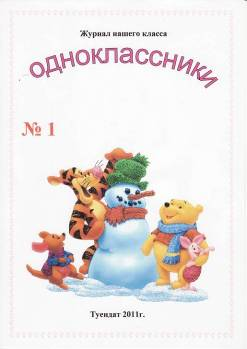 Журнал нашего класса
одноклассники
№ 1
Туендат 2011г.